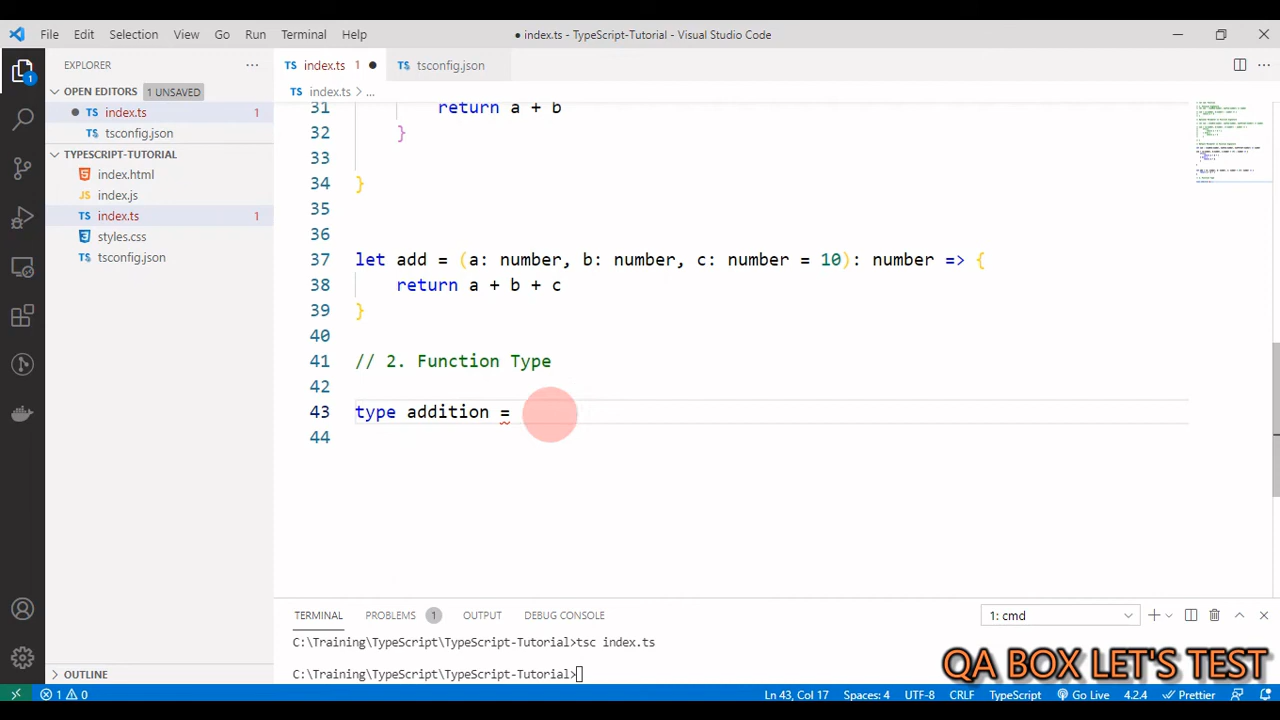 File Edit Selection View Go Run Terminal Help
● index.ts - TypeScript-Tutorial - Visual Studio Code
EXPLORER
OPEN EDITORS 1 UNSAVED
TS index.ts 1
TS tsconfig.json
TYPESCRIPT-TUTORIAL
index.html
JS index.js
TS index.ts 1
styles.css
TS tsconfig.json
OUTLINE
TS index.ts 1
TS tsconfig.json
TS index.ts > ...
31 return a + b
32 }
33
34 }
35
36
37 let add = (a: number, b: number, c: number = 10): number => {
38 return a + b + c
39 }
40
41 // 2. Function Type
42
43 type addition =
44
TERMINAL PROBLEMS 1 OUTPUT DEBUG CONSOLE 1: cmd
C:\Training\TypeScript\TypeScript-Tutorial>tsc index.ts
C:\Training\TypeScript\TypeScript-Tutorial>
QA BOX LET'S TEST
1 0 Ln 43, Col 17 Spaces: 4 UTF-8 CRLF TypeScript Go Live 4.2.4 Prettier